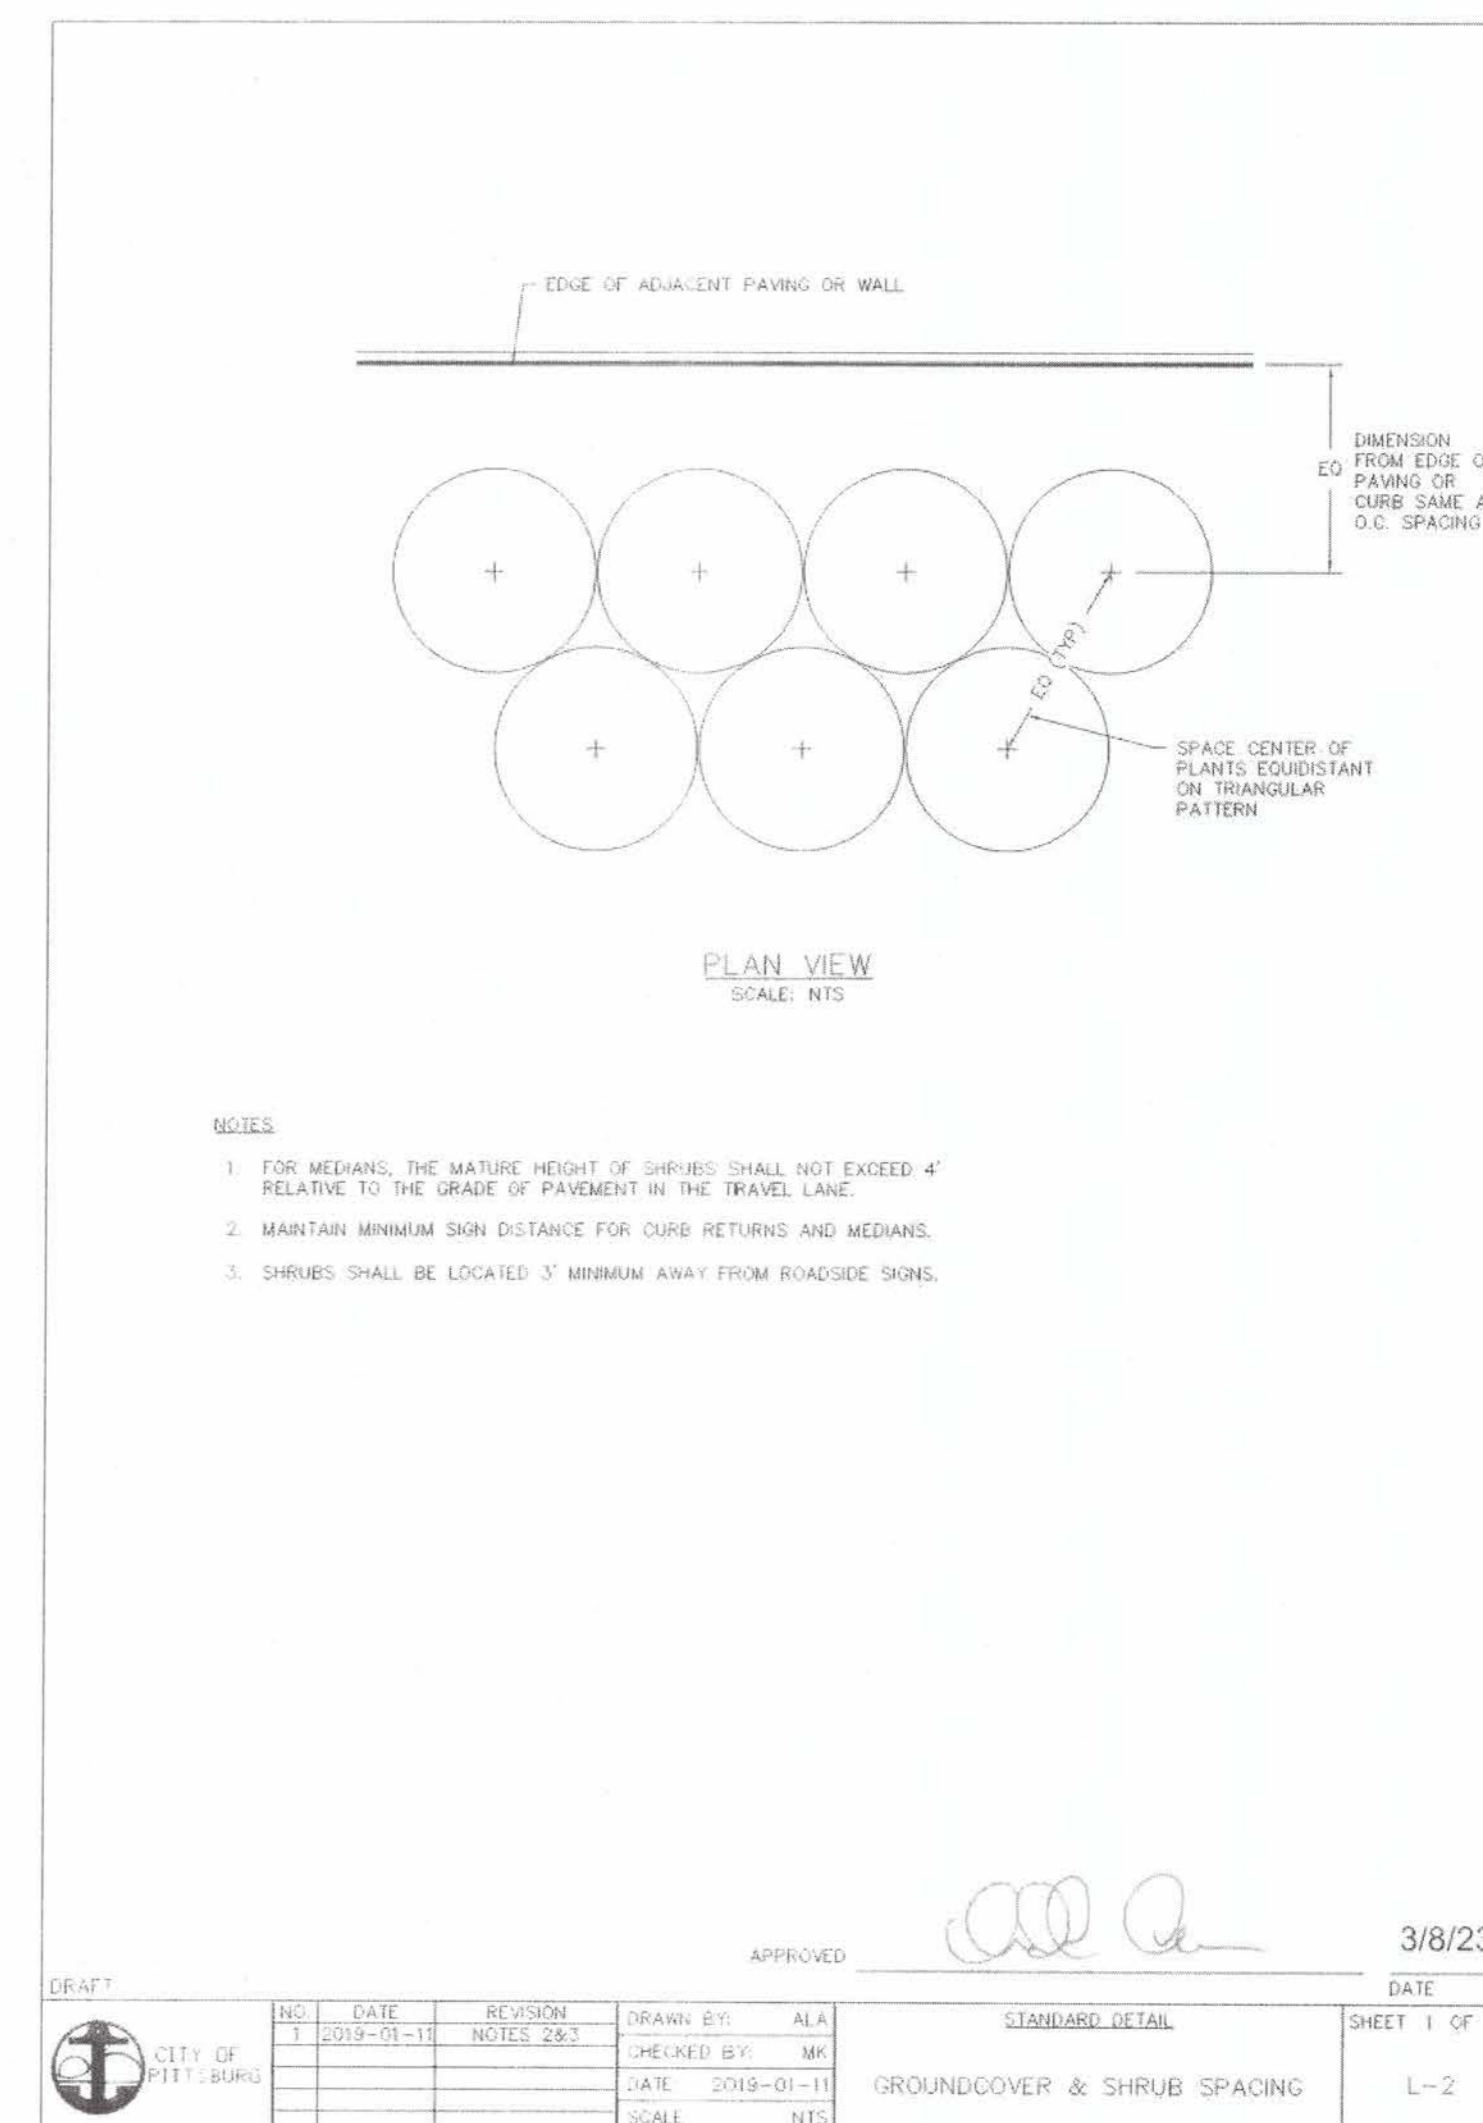 EDGE OF ADJACENT PAVING OR WALL
DIMENSION
FROM EDGE O
PAVING OR
CURB SAME A
O.C. SPACING
EQ
EQ (TYP)
SPACE CENTER OF
PLANTS EQUIDISTANT
ON TRIANGULAR
PATTERN
PLAN VIEW
SCALE: NTS
NOTES
1. FOR MEDIANS, THE MATURE HEIGHT OF SHRUBS SHALL NOT EXCEED 4'
RELATIVE TO THE GRADE OF PAVEMENT IN THE TRAVEL LANE.
2. MAINTAIN MINIMUM SIGN DISTANCE FOR CURB RETURNS AND MEDIANS.
3. SHRUBS SHALL BE LOCATED 3' MINIMUM AWAY FROM ROADSIDE SIGNS.
APPROVED
3/8/23
DATE
DRAFT
CITY OF
PITTSBURG
NO. DATE REVISION
1 2019-01-11 NOTES 2&3
DRAWN BY: ALA
CHECKED BY: MK
DATE 2019-01-11
SCALE NTS
STANDARD DETAIL
GROUNDCOVER & SHRUB SPACING
SHEET 1 OF
L-2